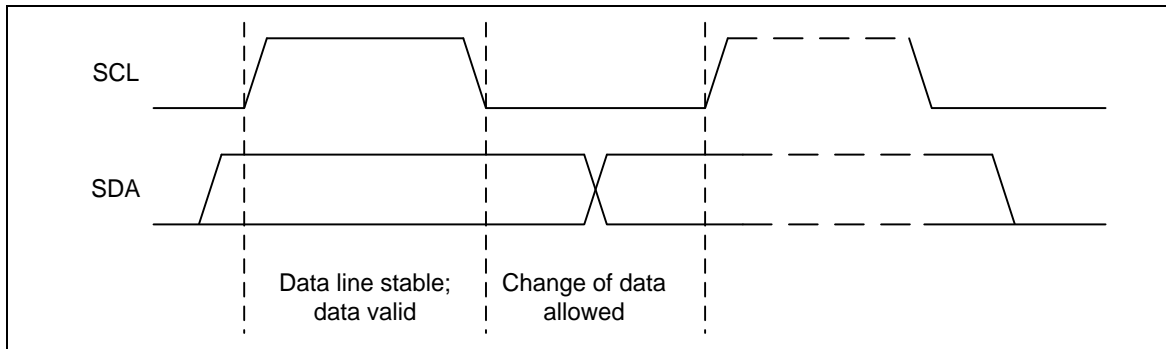 SCL
SDA
Data line stable;
data valid
Change of data
allowed